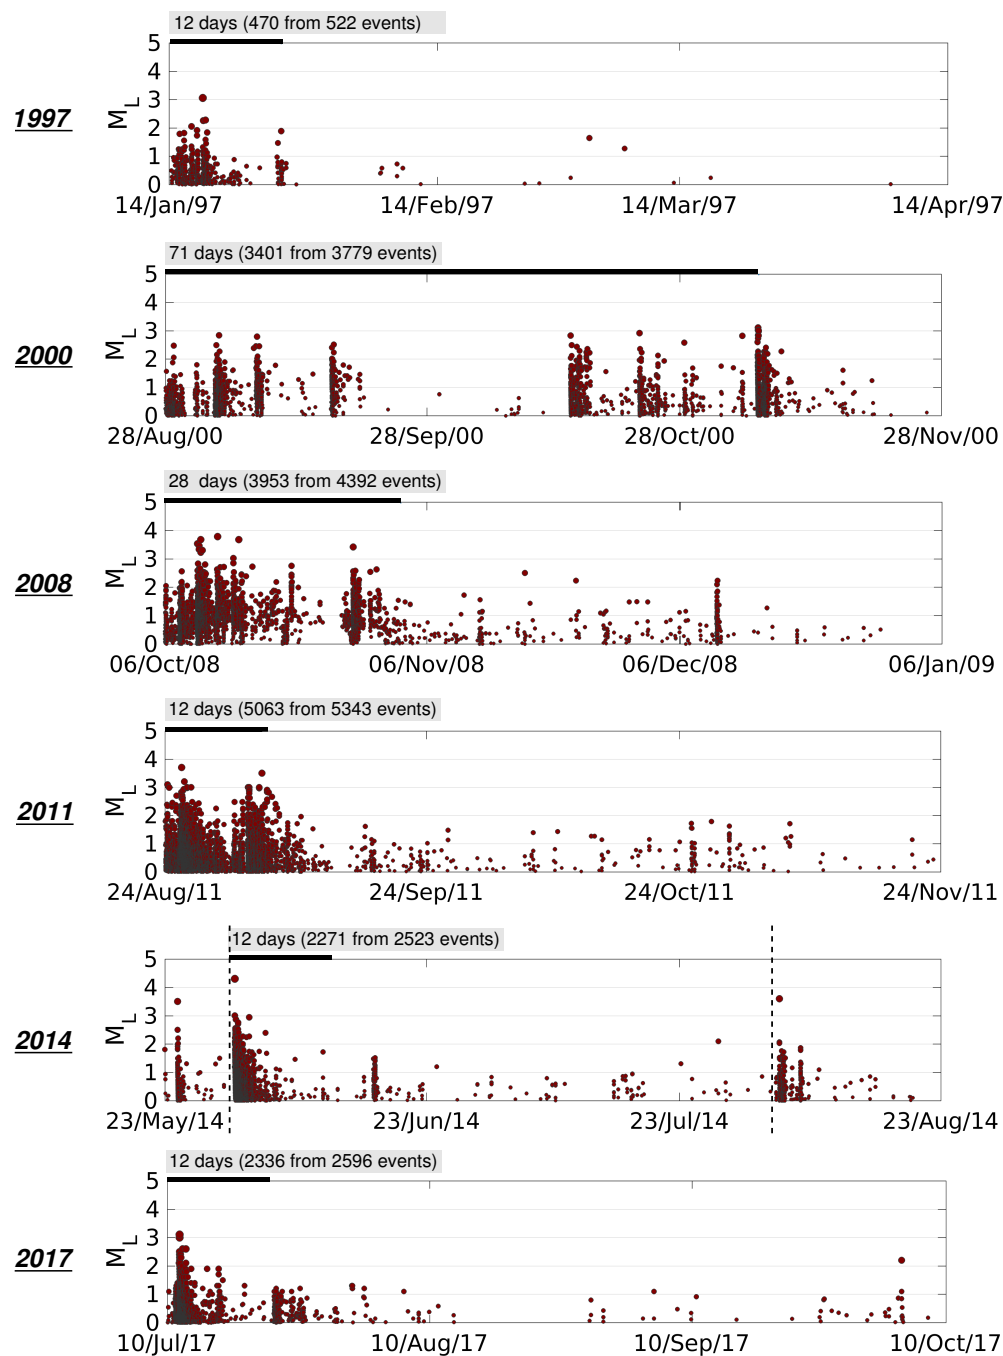 12 days (470 from 522 events)
1997
M_L
5
4
3
2
1
0
14/Jan/97 14/Feb/97 14/Mar/97 14/Apr/97
71 days (3401 from 3779 events)
2000
M_L
5
4
3
2
1
0
28/Aug/00 28/Sep/00 28/Oct/00 28/Nov/00
28 days (3953 from 4392 events)
2008
M_L
5
4
3
2
1
0
06/Oct/08 06/Nov/08 06/Dec/08 06/Jan/09
12 days (5063 from 5343 events)
2011
M_L
5
4
3
2
1
0
24/Aug/11 24/Sep/11 24/Oct/11 24/Nov/11
12 days (2271 from 2523 events)
2014
M_L
5
4
3
2
1
0
23/May/14 23/Jun/14 23/Jul/14 23/Aug/14
12 days (2336 from 2596 events)
2017
M_L
5
4
3
2
1
0
10/Jul/17 10/Aug/17 10/Sep/17 10/Oct/17